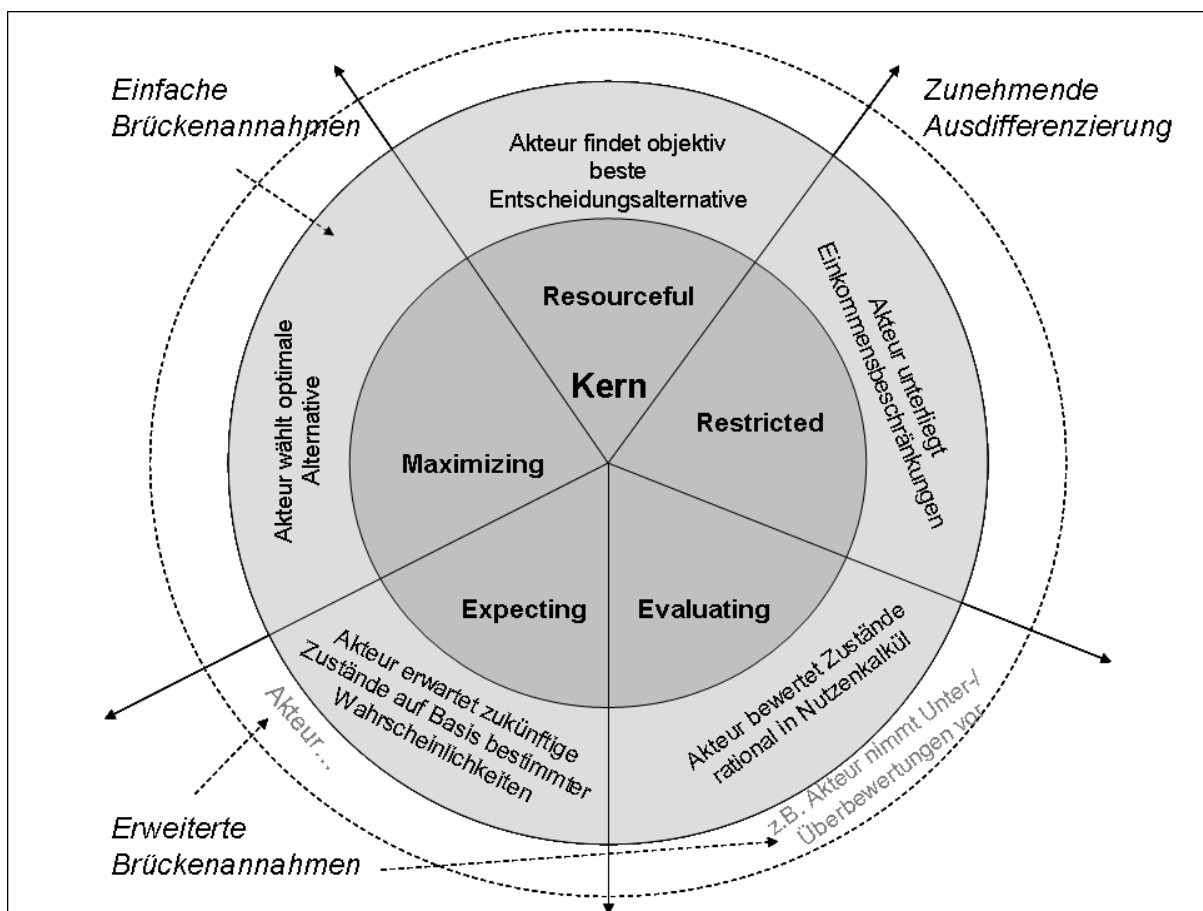 Einfache
Brückenannahmen
Zunehmende
Ausdifferenzierung
Akteur findet objektiv
beste
Entscheidungsalternative
Resourceful
Kern
Akteur unterliegt
Einkommensbeschränkungen
Restricted
Akteur wählt optimale
Alternative
Maximizing
Expecting
Evaluating
Akteur erwartet zukünftige
Zustände auf Basis bestimmter
Wahrscheinlichkeiten
Akteur bewertet Zustände
rational in Nutzenkalkül
Akteur…
z.B. Akteur nimmt Unter-/
Überbewertungen vor
Erweiterte
Brückenannahmen